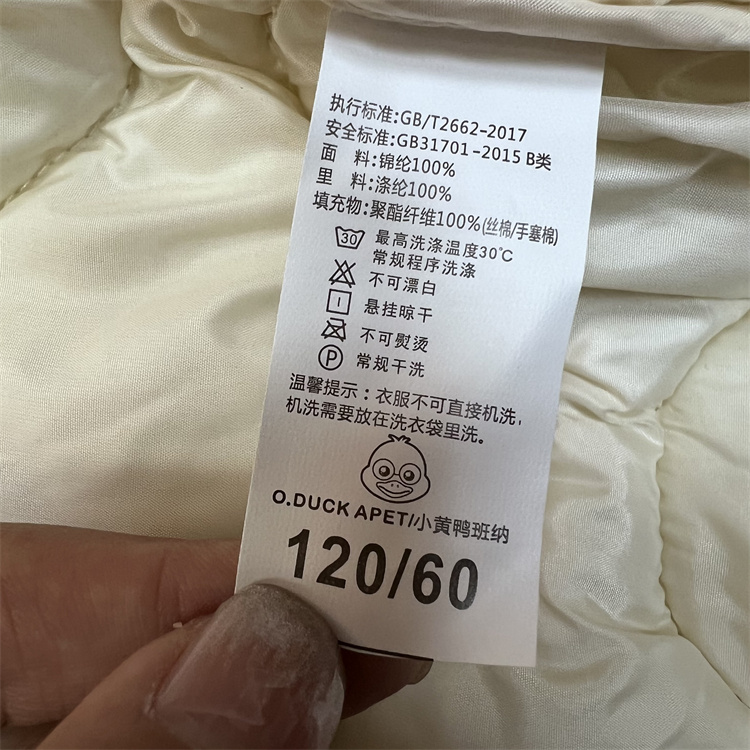 执行标准:GB/T2662-2017
安全标准:GB31701-2015 B类
面 料:锦纶100%
里 料:涤纶100%
填充物:聚酯纤维100%(丝棉/手塞棉)
30 最高洗涤温度30℃
常规程序洗涤
不可漂白
悬挂晾干
不可熨烫
P 常规干洗
温馨提示：衣服不可直接机洗，
机洗需要放在洗衣袋里洗。
O.DUCK APET/小黄鸭班纳
120/60